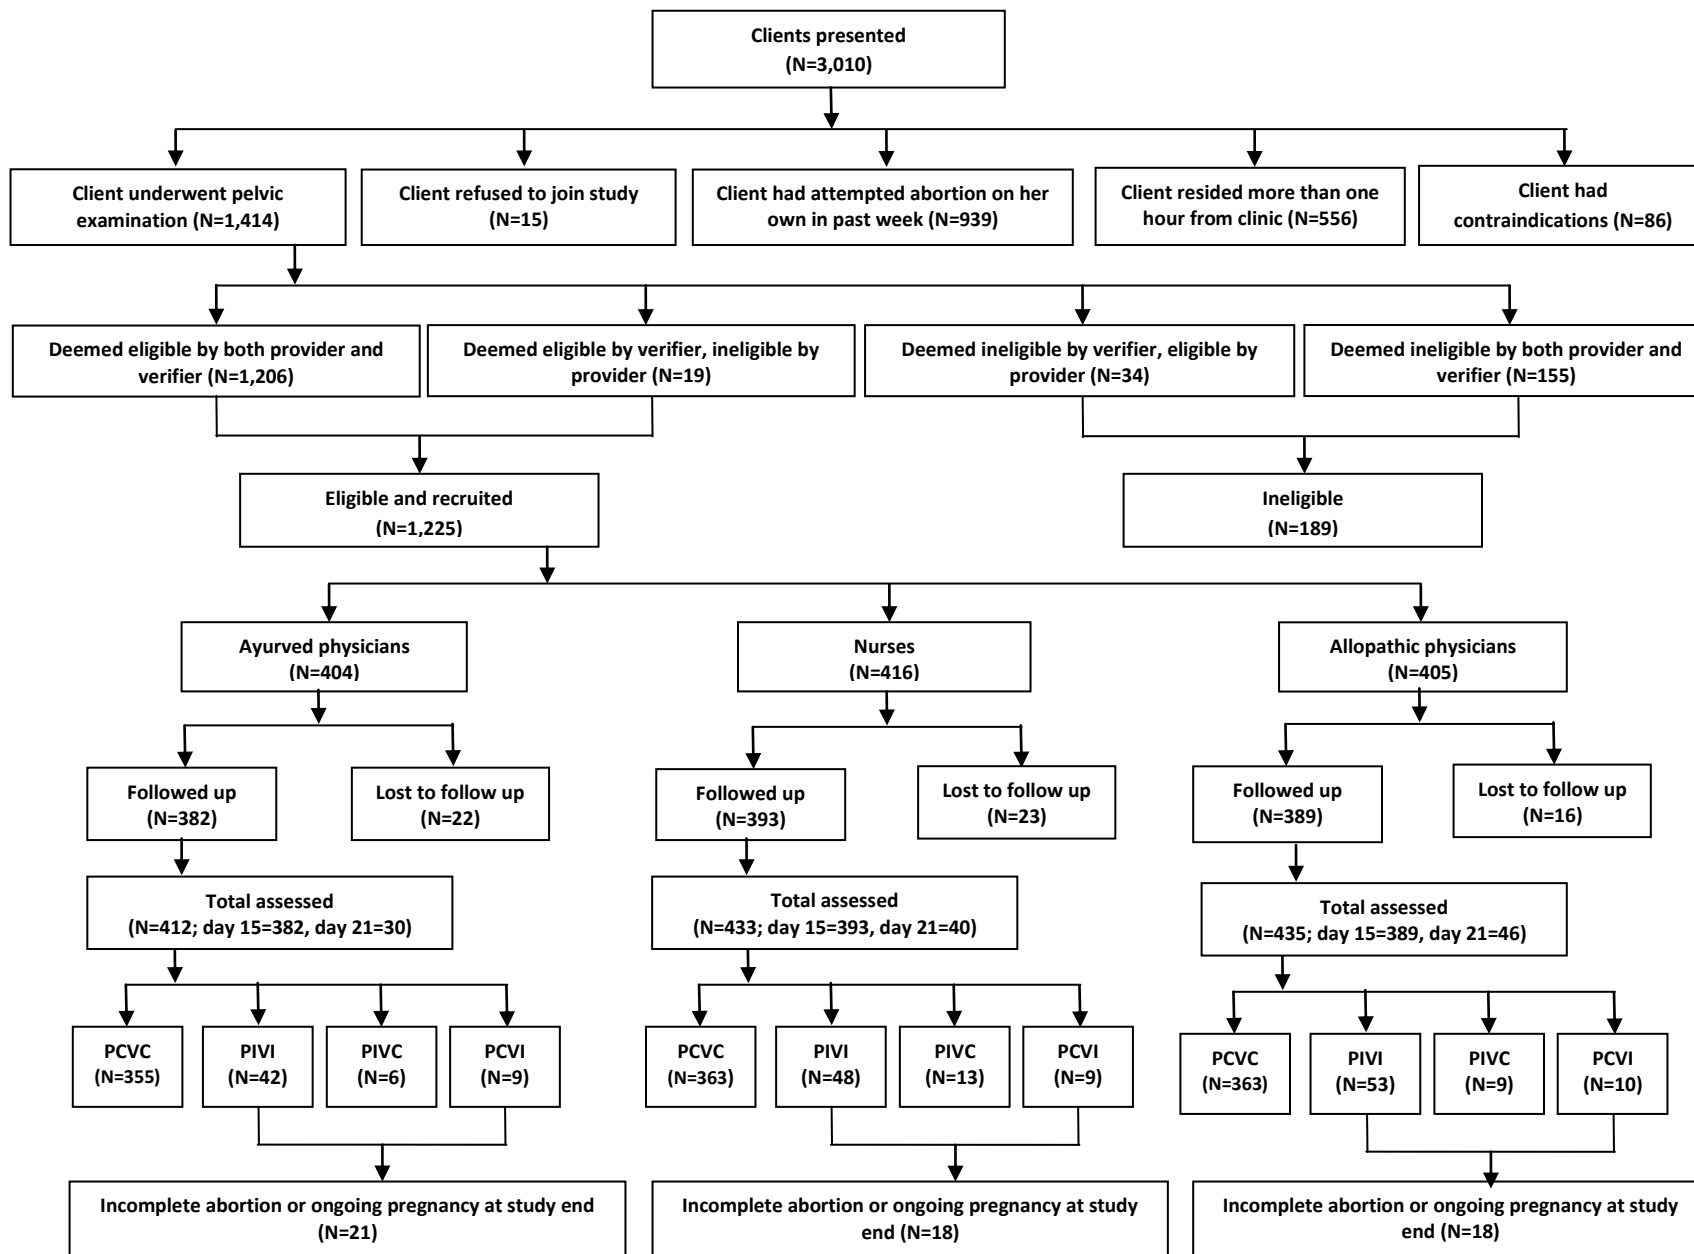 Clients presented
(N=3,010)
Client underwent pelvic
examination (N=1,414)
Client refused to join study
(N=15)
Client had attempted abortion on her
own in past week (N=939)
Client resided more than one
hour from clinic (N=556)
Client had
contraindications (N=86)
Deemed eligible by both provider and
verifier (N=1,206)
Deemed eligible by verifier, ineligible by
provider (N=19)
Deemed ineligible by verifier, eligible by
provider (N=34)
Deemed ineligible by both provider and
verifier (N=155)
Eligible and recruited
(N=1,225)
Ineligible
(N=189)
Ayurved physicians
(N=404)
Nurses
(N=416)
Allopathic physicians
(N=405)
Followed up
(N=382)
Lost to follow up
(N=22)
Followed up
(N=393)
Lost to follow up
(N=23)
Followed up
(N=389)
Lost to follow up
(N=16)
Total assessed
(N=412; day 15=382, day 21=30)
Total assessed
(N=433; day 15=393, day 21=40)
Total assessed
(N=435; day 15=389, day 21=46)
PCVC
(N=355)
PIVI
(N=42)
PIVC
(N=6)
PCVI
(N=9)
PCVC
(N=363)
PIVI
(N=48)
PIVC
(N=13)
PCVI
(N=9)
PCVC
(N=363)
PIVI
(N=53)
PIVC
(N=9)
PCVI
(N=10)
Incomplete abortion or ongoing pregnancy at study end
(N=21)
Incomplete abortion or ongoing pregnancy at study
end (N=18)
Incomplete abortion or ongoing pregnancy at study
end (N=18)